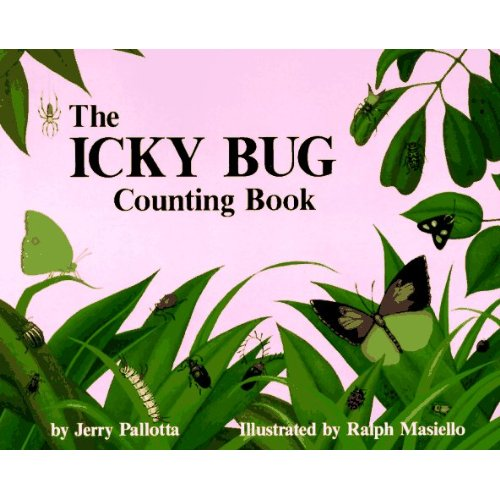 The
ICKY BUG
Counting Book
by Jerry Pallotta
Illustrated by Ralph Masiello